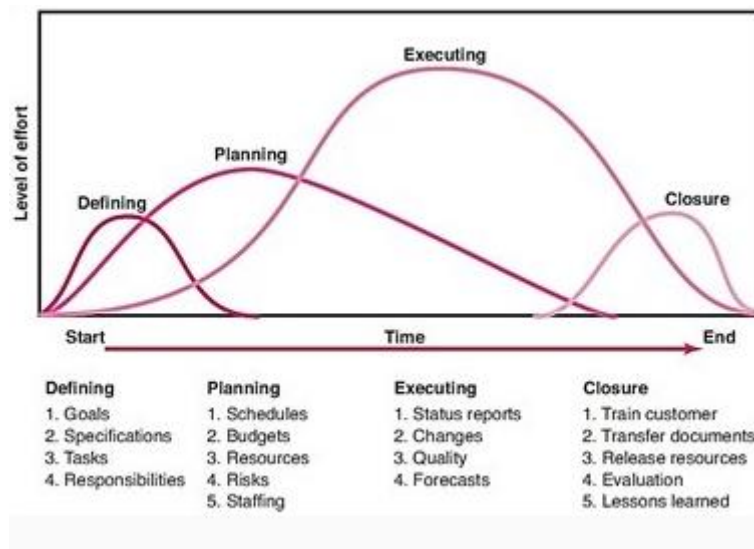 Level of effort
Executing
Planning
Defining
Closure
Start
Time
End
Defining
1. Goals
2. Specifications
3. Tasks
4. Responsibilities
Planning
1. Schedules
2. Budgets
3. Resources
4. Risks
5. Staffing
Executing
1. Status reports
2. Changes
3. Quality
4. Forecasts
Closure
1. Train customer
2. Transfer documents
3. Release resources
4. Evaluation
5. Lessons learned